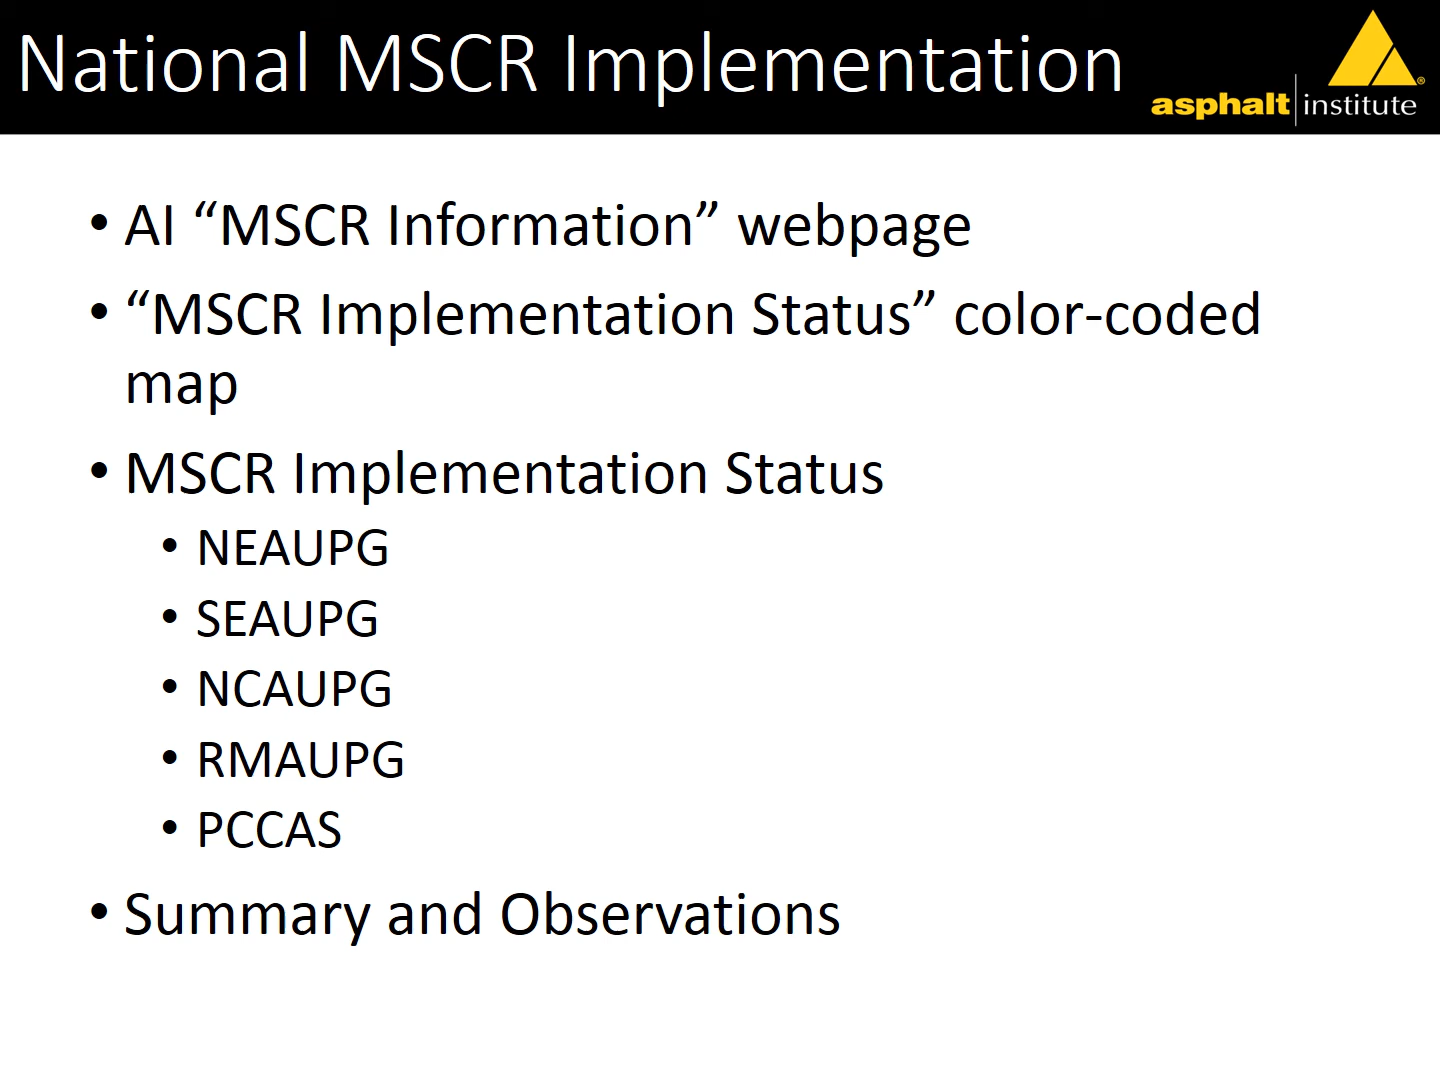 National MSCR Implementation
asphalt institute®
• AI “MSCR Information” webpage
• “MSCR Implementation Status” color-coded
map
• MSCR Implementation Status
• NEAUPG
• SEAUPG
• NCAUPG
• RMAUPG
• PCCAS
• Summary and Observations